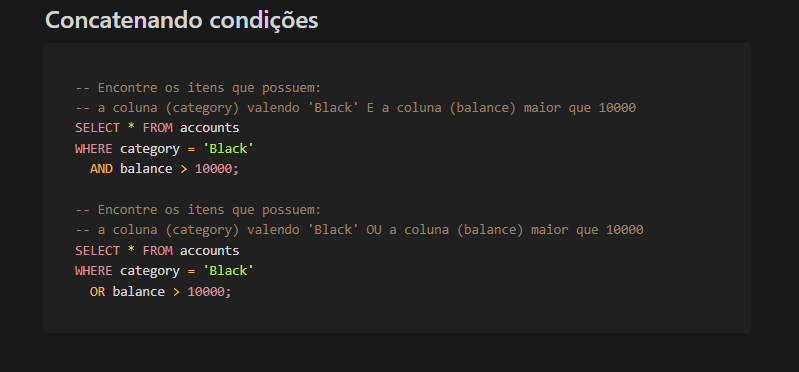 Concatenando condições
-- Encontre os itens que possuem:
-- a coluna (category) valendo 'Black' E a coluna (balance) maior que 10000
SELECT * FROM accounts
WHERE category = 'Black'
  AND balance > 10000;

-- Encontre os itens que possuem:
-- a coluna (category) valendo 'Black' OU a coluna (balance) maior que 10000
SELECT * FROM accounts
WHERE category = 'Black'
  OR balance > 10000;